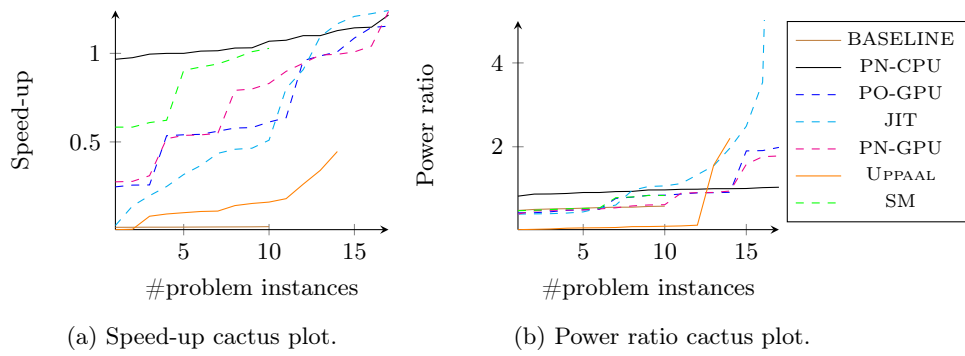 1
0.5
5
10
15
Speed-up
#problem instances
(a) Speed-up cactus plot.
4
2
5
10
15
Power ratio
#problem instances
(b) Power ratio cactus plot.
BASELINE
PN-CPU
PO-GPU
JIT
PN-GPU
UPPAAL
SM